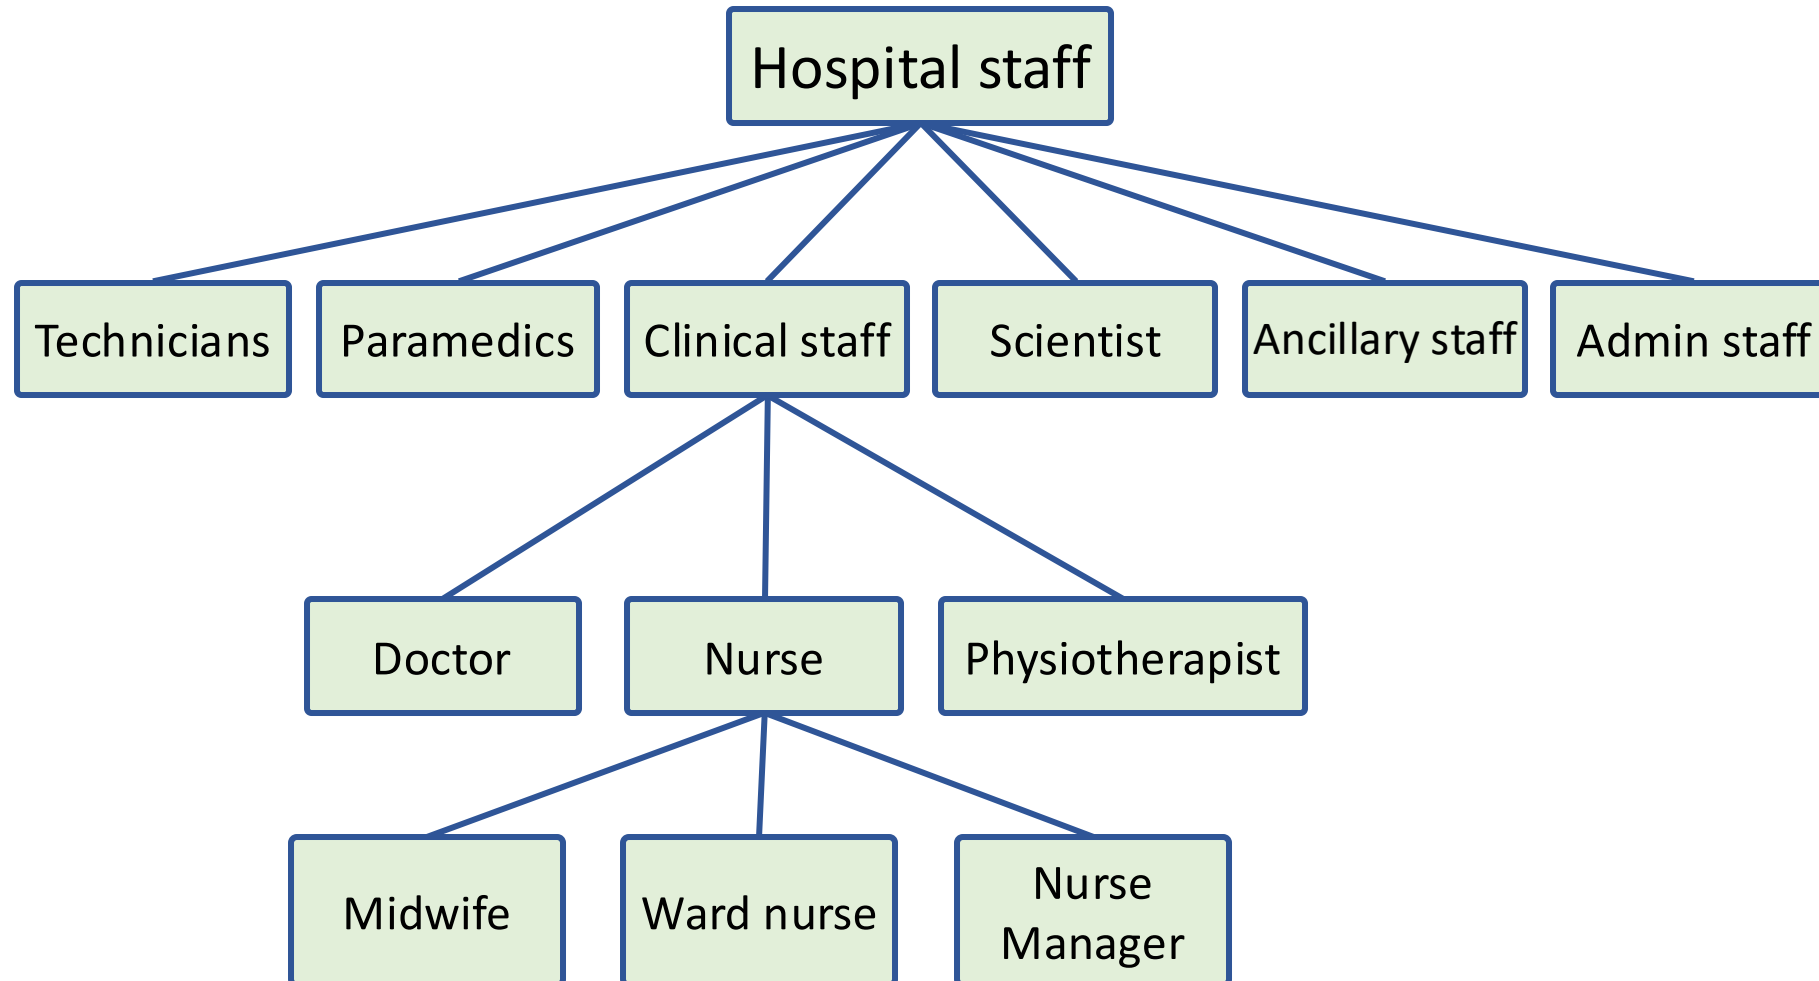 Hospital staff
Technicians
Paramedics
Clinical staff
Scientist
Ancillary staff
Admin staff
Doctor
Nurse
Physiotherapist
Midwife
Ward nurse
Nurse
Manager